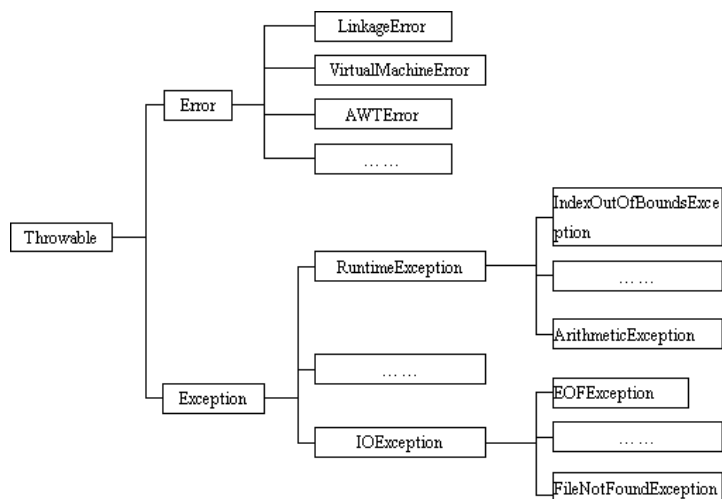 LinkageError
VirtualMachineError
Error
AWTError
... ...
Throwable
IndexOutOfBoundsExce
ption
RuntimeException
... ...
ArithmeticException
... ...
Exception
EOFException
IOException
... ...
FileNotFoundException